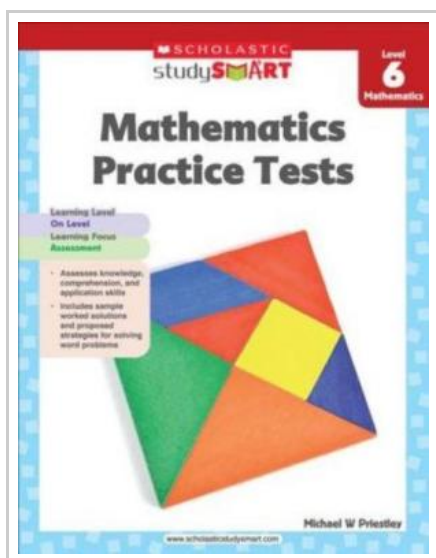 SCHOLASTIC
studySMART
Level
6
Mathematics
Mathematics
Practice Tests
Learning Level
On Level
Learning Focus
Assessment
• Assesses knowledge,
comprehension, and
application skills
• Includes sample
worked solutions
and proposed
strategies for solving
word problems
Michael W Priestley
www.scholasticstudysmart.com